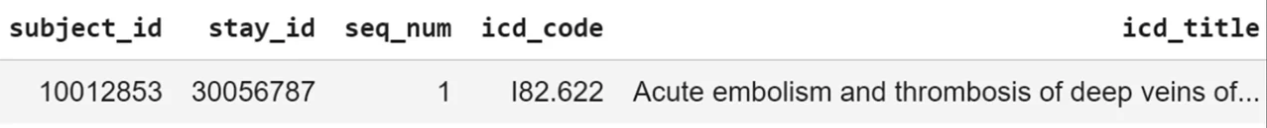 subject_id stay_id seq_num icd_code icd_title
10012853 30056787 1 I82.622 Acute embolism and thrombosis of deep veins of...